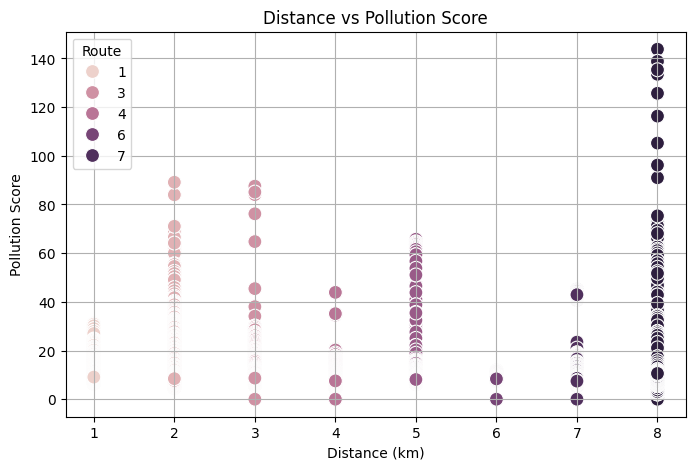 Distance vs Pollution Score
Route
1
3
4
6
7
Pollution Score
140
120
100
80
60
40
20
0
1 2 3 4 5 6 7 8
Distance (km)